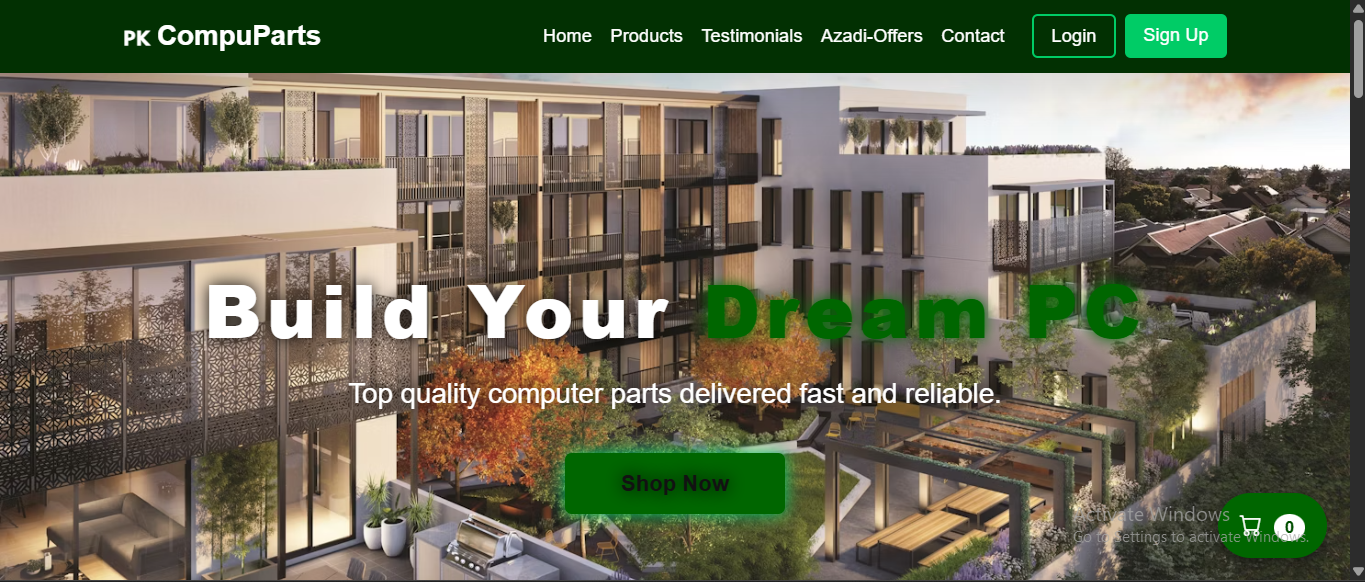 PK CompuParts
Home Products Testimonials Azadi-Offers Contact Login Sign Up
Build Your Dream PC
Top quality computer parts delivered fast and reliable.
Shop Now
Activate Windows
Go to Settings to activate Windows.
0